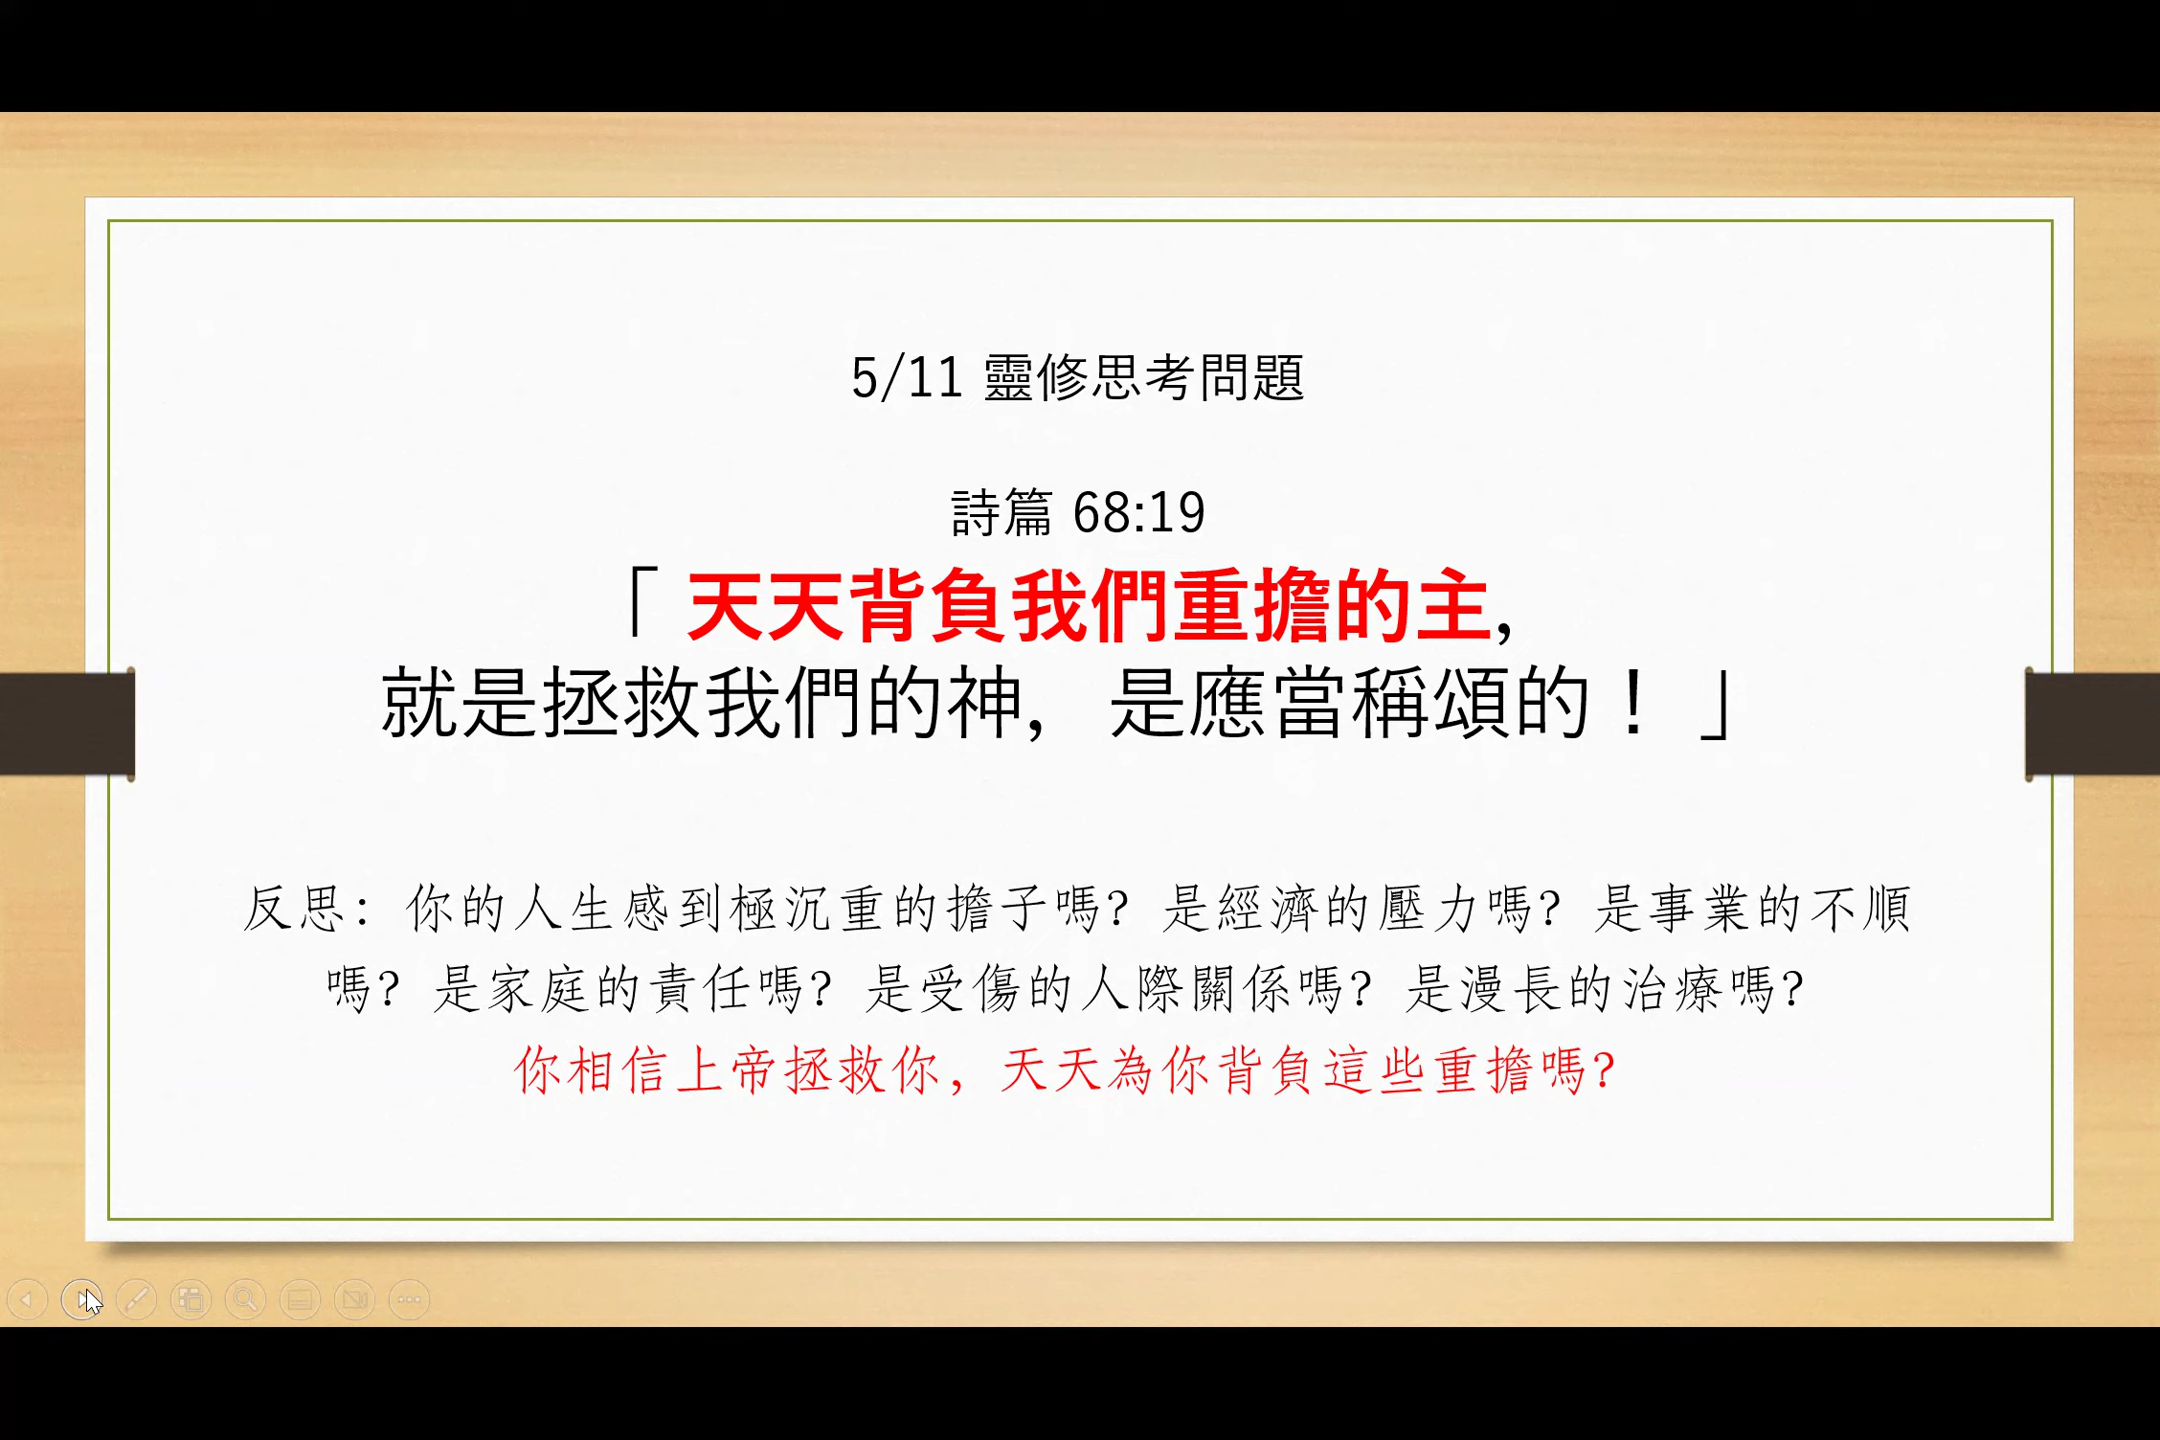 5/11 靈修思考問題
詩篇 68:19
「 天天背負我們重擔的主,
就是拯救我們的神, 是應當稱頌的！」
反思: 你的人生感到極沉重的擔子嗎? 是經濟的壓力嗎? 是事業的不順
嗎? 是家庭的責任嗎? 是受傷的人際關係嗎? 是漫長的治療嗎?
你相信上帝拯救你, 天天為你背負這些重擔嗎?